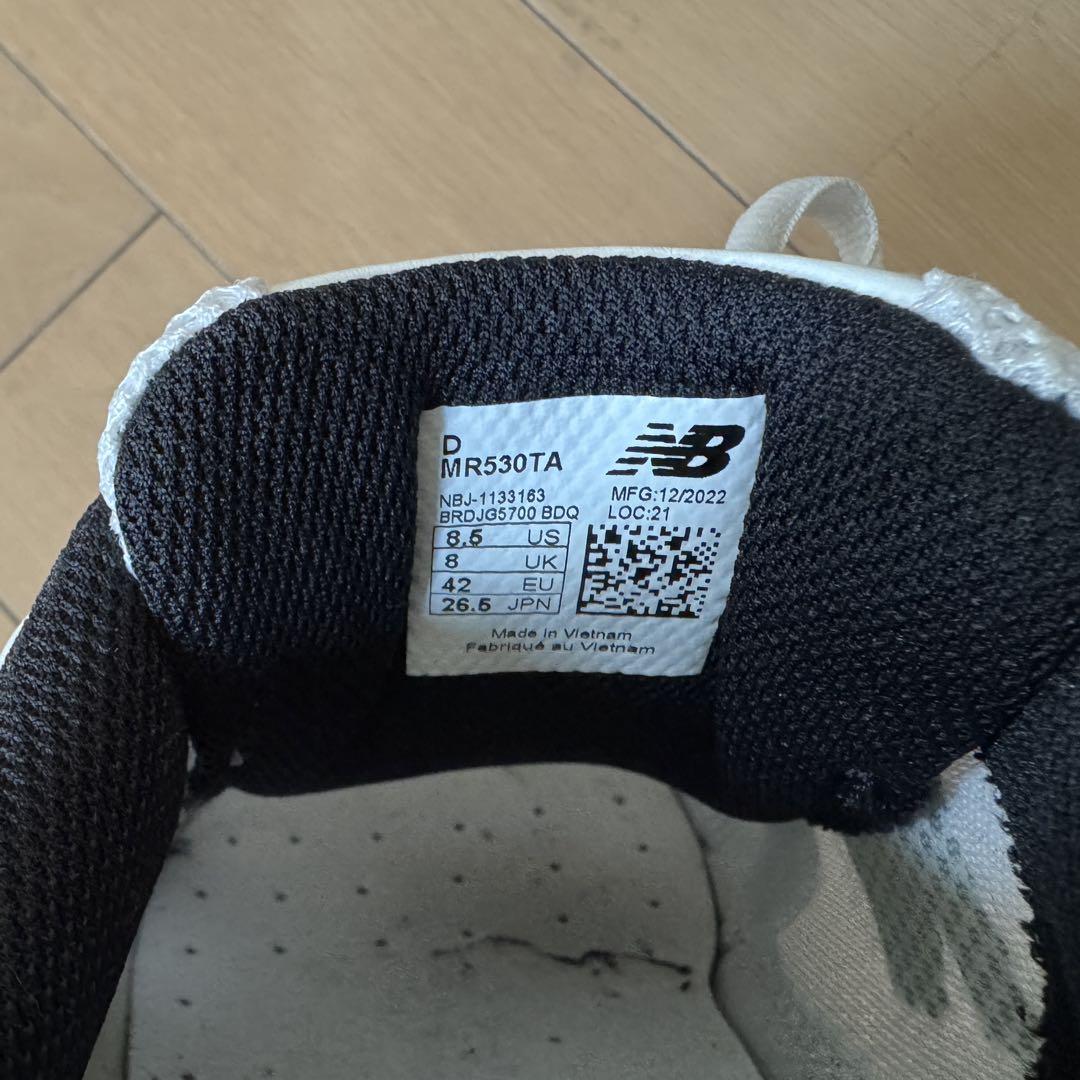 D
MR530TA
NB
NBJ-1133163
BRDJG5700 BDQ
MFG:12/2022
LOC:21
8.5 US
8 UK
42 EU
26.5 JPN
Made in Vietnam
Fabriqué au Vietnam